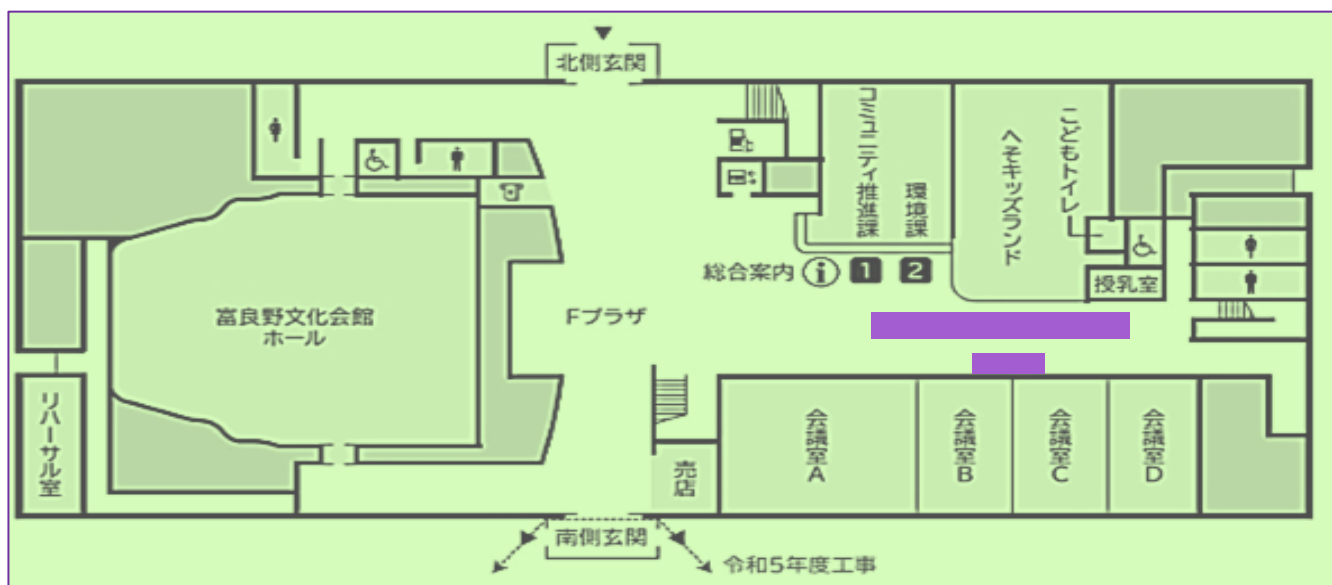 北側玄関
コミュニティ推進課
環境課
へそキッズランド
こどもトイレ
授乳室
総合案内 i 1 2
富良野文化会館
ホール
Fプラザ
リハーサル室
売店
会議室A
会議室B
会議室C
会議室D
南側玄関
令和5年度工事